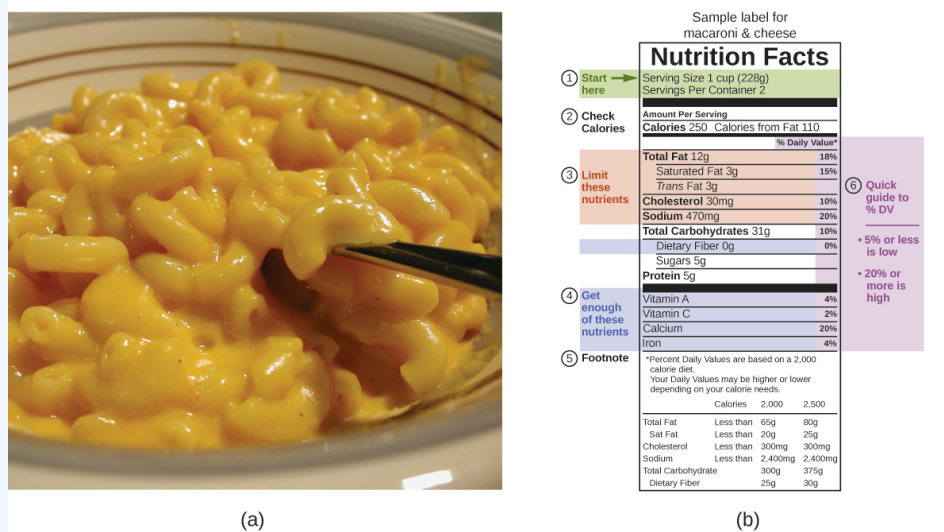 Sample label for
macaroni & cheese
Nutrition Facts
1 Start
here
Serving Size 1 cup (228g)
Servings Per Container 2
2 Check
Calories
Amount Per Serving
Calories 250 Calories from Fat 110
% Daily Value*
3 Limit
these
nutrients
Total Fat 12g 18%
Saturated Fat 3g 15%
Trans Fat 3g
Cholesterol 30mg 10%
Sodium 470mg 20%
Total Carbohydrates 31g 10%
Dietary Fiber 0g 0%
Sugars 5g
Protein 5g
4 Get
enough
of these
nutrients
Vitamin A 4%
Vitamin C 2%
Calcium 20%
Iron 4%
6 Quick
guide to
% DV
• 5% or less
is low
• 20% or
more is
high
5 Footnote
*Percent Daily Values are based on a 2,000
calorie diet.
Your Daily Values may be higher or lower
depending on your calorie needs.
Calories 2,000 2,500
Total Fat Less than 65g 80g
Sat Fat Less than 20g 25g
Cholesterol Less than 300mg 300mg
Sodium Less than 2,400mg 2,400mg
Total Carbohydrate 300g 375g
Dietary Fiber 25g 30g
(a)
(b)